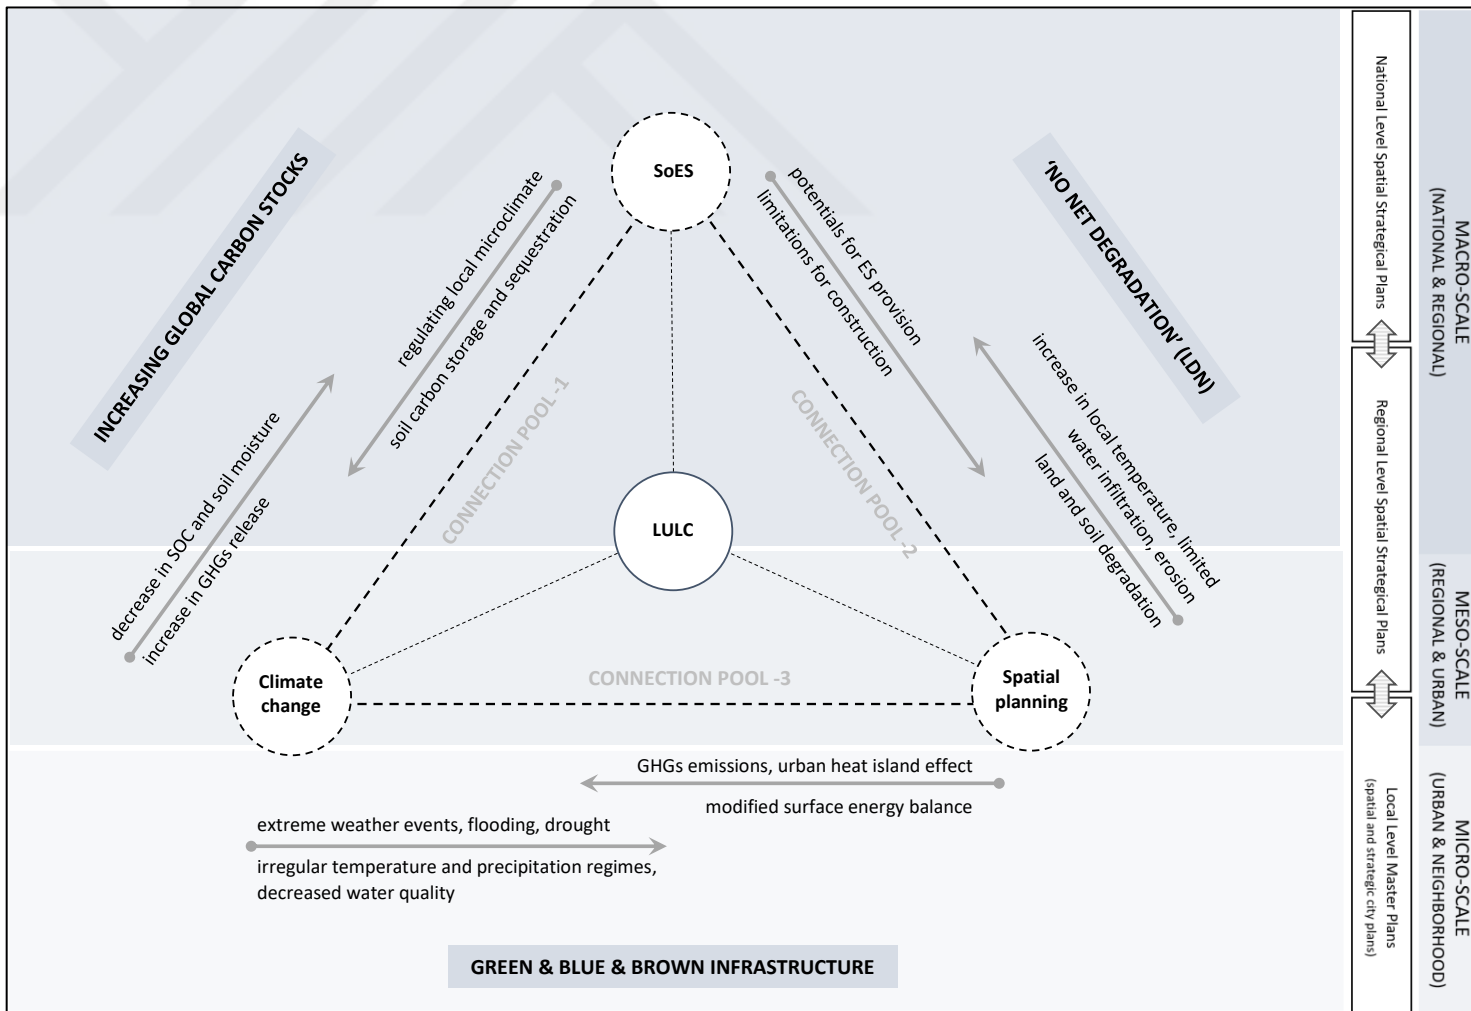 SoES
INCREASING GLOBAL CARBON STOCKS
regulating local microclimate
soil carbon storage and sequestration
decrease in SOC and soil moisture
increase in GHGs release
CONNECTION POOL -1
'NO NET DEGRADATION' (LDN)
potentials for ES provision
limitations for construction
increase in local temperature, limited
water infiltration, erosion
land and soil degradation
CONNECTION POOL -2
LULC
Climate
change
CONNECTION POOL -3
Spatial
planning
GHGs emissions, urban heat island effect
modified surface energy balance
extreme weather events, flooding, drought
irregular temperature and precipitation regimes,
decreased water quality
GREEN & BLUE & BROWN INFRASTRUCTURE
National Level Spatial Strategical Plans
Regional Level Spatial Strategical Plans
Local Level Master Plans
(spatial and strategic city plans)
MACRO-SCALE
(NATIONAL & REGIONAL)
MESO-SCALE
(REGIONAL & URBAN)
MICRO-SCALE
(URBAN & NEIGHBORHOOD)